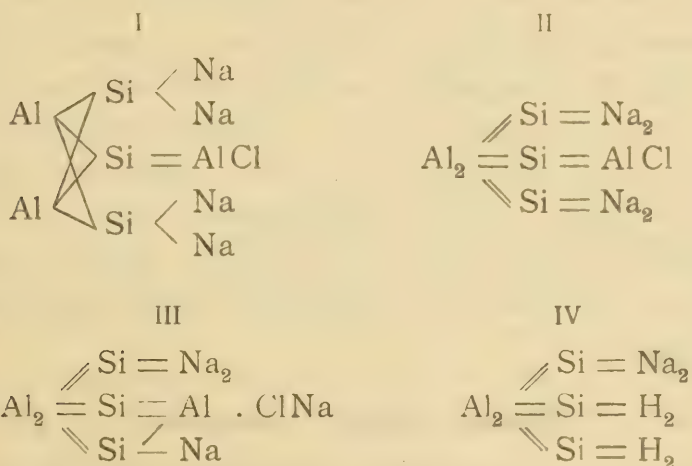 I
Al
Al
Si < Na
Na
Si = AlCl
Si < Na
Na
II
Si = Na₂
Al₂ = Si = AlCl
Si = Na₂
III
Si = Na₂
Al₂ = Si = Al . ClNa
Si — Na
IV
Si = Na₂
Al₂ = Si = H₂
Si = H₂